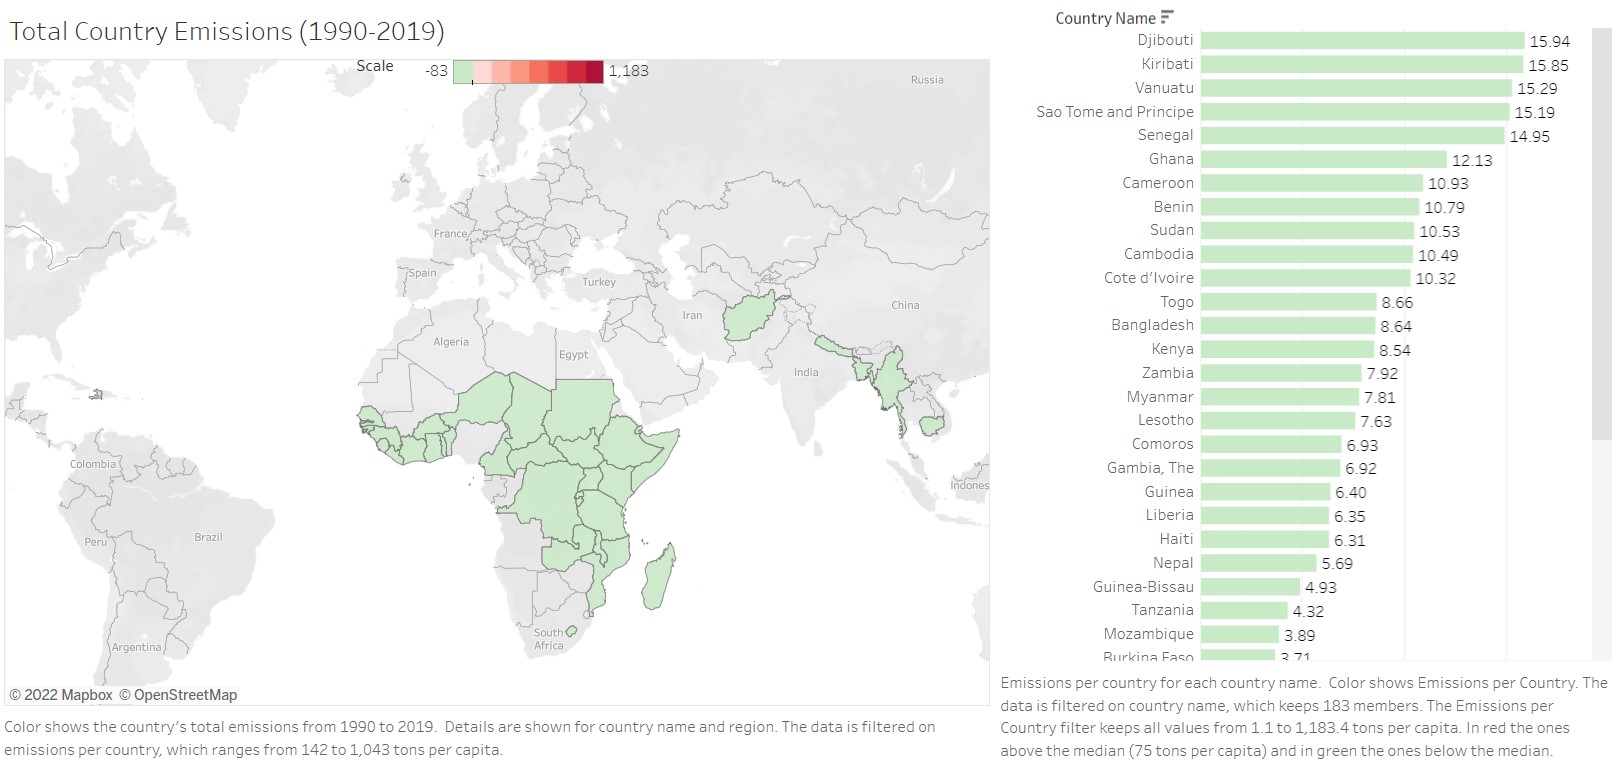 Total Country Emissions (1990-2019)
Scale
-83
1,183
Russia
France
Spain
Turkey
Iran
China
Algeria
Egypt
India
Indones
Colombia
Peru
Brazil
South
Africa
Argentina
© 2022 Mapbox © OpenStreetMap
Color shows the country's total emissions from 1990 to 2019. Details are shown for country name and region. The data is filtered on
emissions per country, which ranges from 142 to 1,043 tons per capita.
Country Name
Djibouti 15.94
Kiribati 15.85
Vanuatu 15.29
Sao Tome and Principe 15.19
Senegal 14.95
Ghana 12.13
Cameroon 10.93
Benin 10.79
Sudan 10.53
Cambodia 10.49
Cote d'Ivoire 10.32
Togo 8.66
Bangladesh 8.64
Kenya 8.54
Zambia 7.92
Myanmar 7.81
Lesotho 7.63
Comoros 6.93
Gambia, The 6.92
Guinea 6.40
Liberia 6.35
Haiti 6.31
Nepal 5.69
Guinea-Bissau 4.93
Tanzania 4.32
Mozambique 3.89
Burkina Faso 3.71
Emissions per country for each country name. Color shows Emissions per Country. The
data is filtered on country name, which keeps 183 members. The Emissions per
Country filter keeps all values from 1.1 to 1,183.4 tons per capita. In red the ones
above the median (75 tons per capita) and in green the ones below the median.